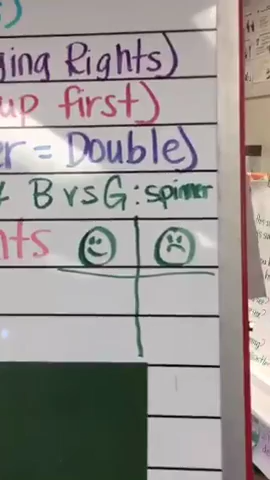 )
ging Rights)
up first)
er = Double)
B vs G: spinner
nts